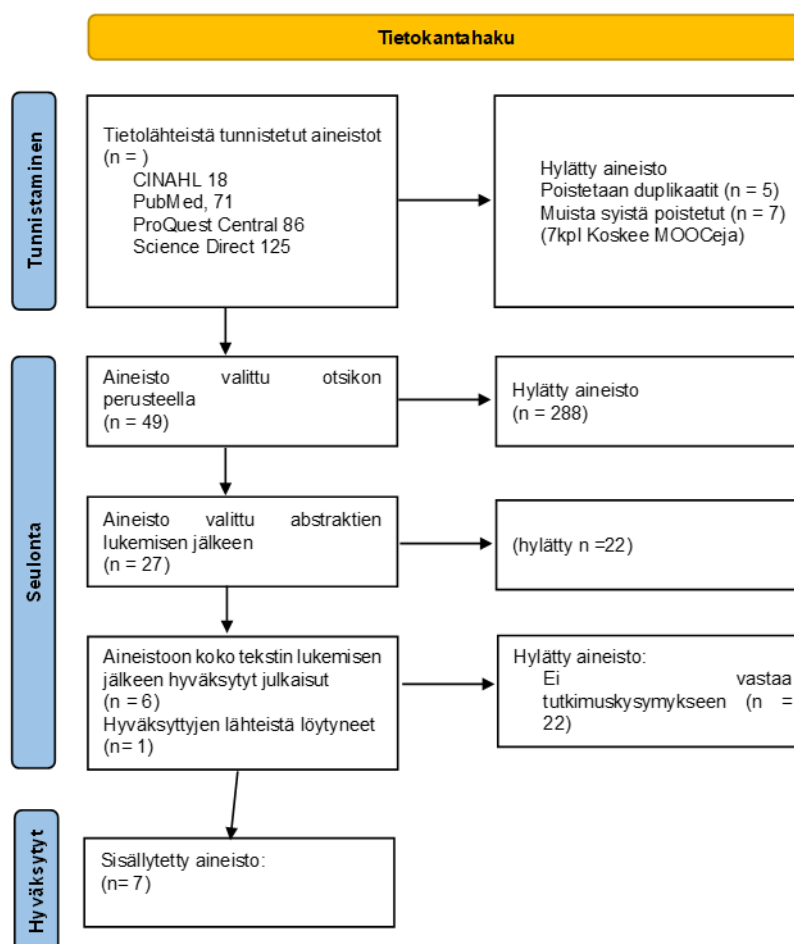 Tietokantahaku
Tunnistaminen
Tietolähteistä tunnistetut aineistot
(n = )
CINAHL 18
PubMed, 71
ProQuest Central 86
Science Direct 125
Hylätty aineisto
Poistetaan duplikaatit (n = 5)
Muista syistä poistetut (n = 7)
(7kpl Koskee MOOCeja)
Seulonta
Aineisto valittu otsikon
perusteella
(n = 49)
Hylätty aineisto
(n = 288)
Aineisto valittu abstraktien
lukemisen jälkeen
(n = 27)
(hylätty n =22)
Aineistoon koko tekstin lukemisen
jälkeen hyväksytyt julkaisut
(n = 6)
Hyväksyttyjen lähteistä löytyneet
(n= 1)
Hylätty aineisto:
Ei vastaa
tutkimuskysymykseen (n =
22)
Hyväksytyt
Sisällytetty aineisto:
(n= 7)